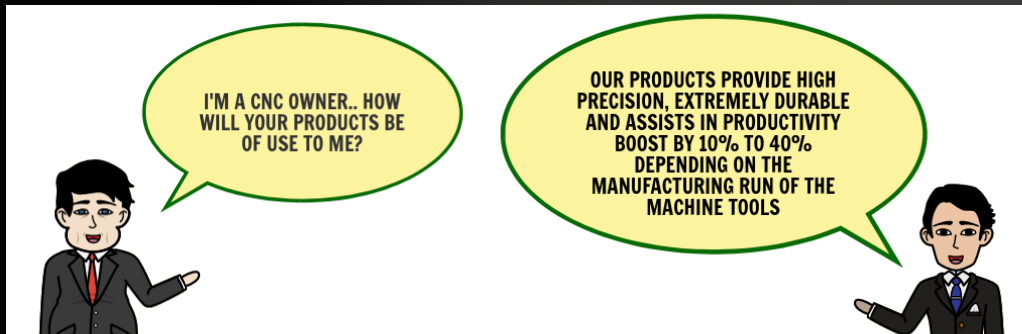 I'M A CNC OWNER.. HOW
WILL YOUR PRODUCTS BE
OF USE TO ME?
OUR PRODUCTS PROVIDE HIGH
PRECISION, EXTREMELY DURABLE
AND ASSISTS IN PRODUCTIVITY
BOOST BY 10% TO 40%
DEPENDING ON THE
MANUFACTURING RUN OF THE
MACHINE TOOLS